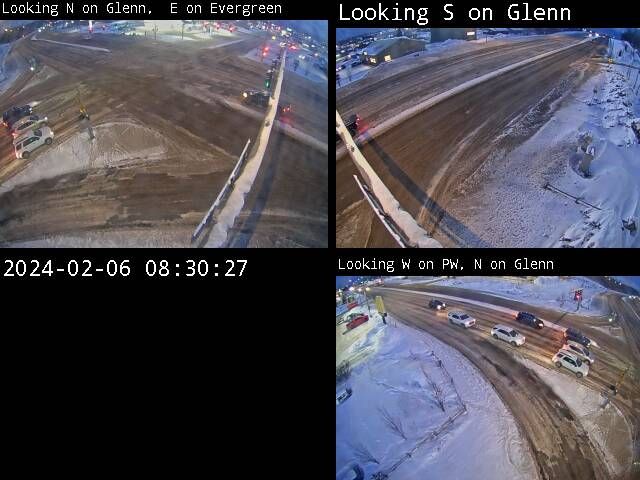 Looking N on Glenn,  E on Evergreen
Looking S on Glenn
2024-02-06 08:30:27
Looking W on PW, N on Glenn